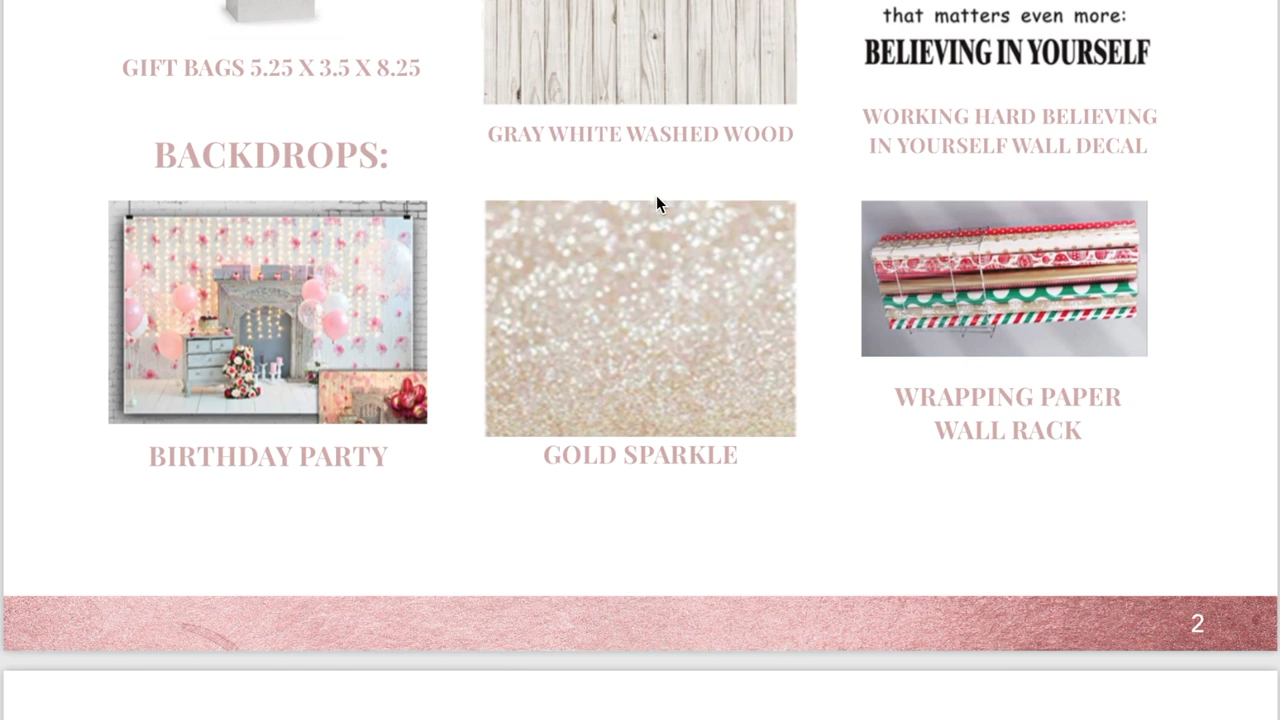 that matters even more:
BELIEVING IN YOURSELF
GIFT BAGS 5.25 X 3.5 X 8.25
GRAY WHITE WASHED WOOD
WORKING HARD BELIEVING
IN YOURSELF WALL DECAL
BACKDROPS:
BIRTHDAY PARTY
GOLD SPARKLE
WRAPPING PAPER
WALL RACK
2